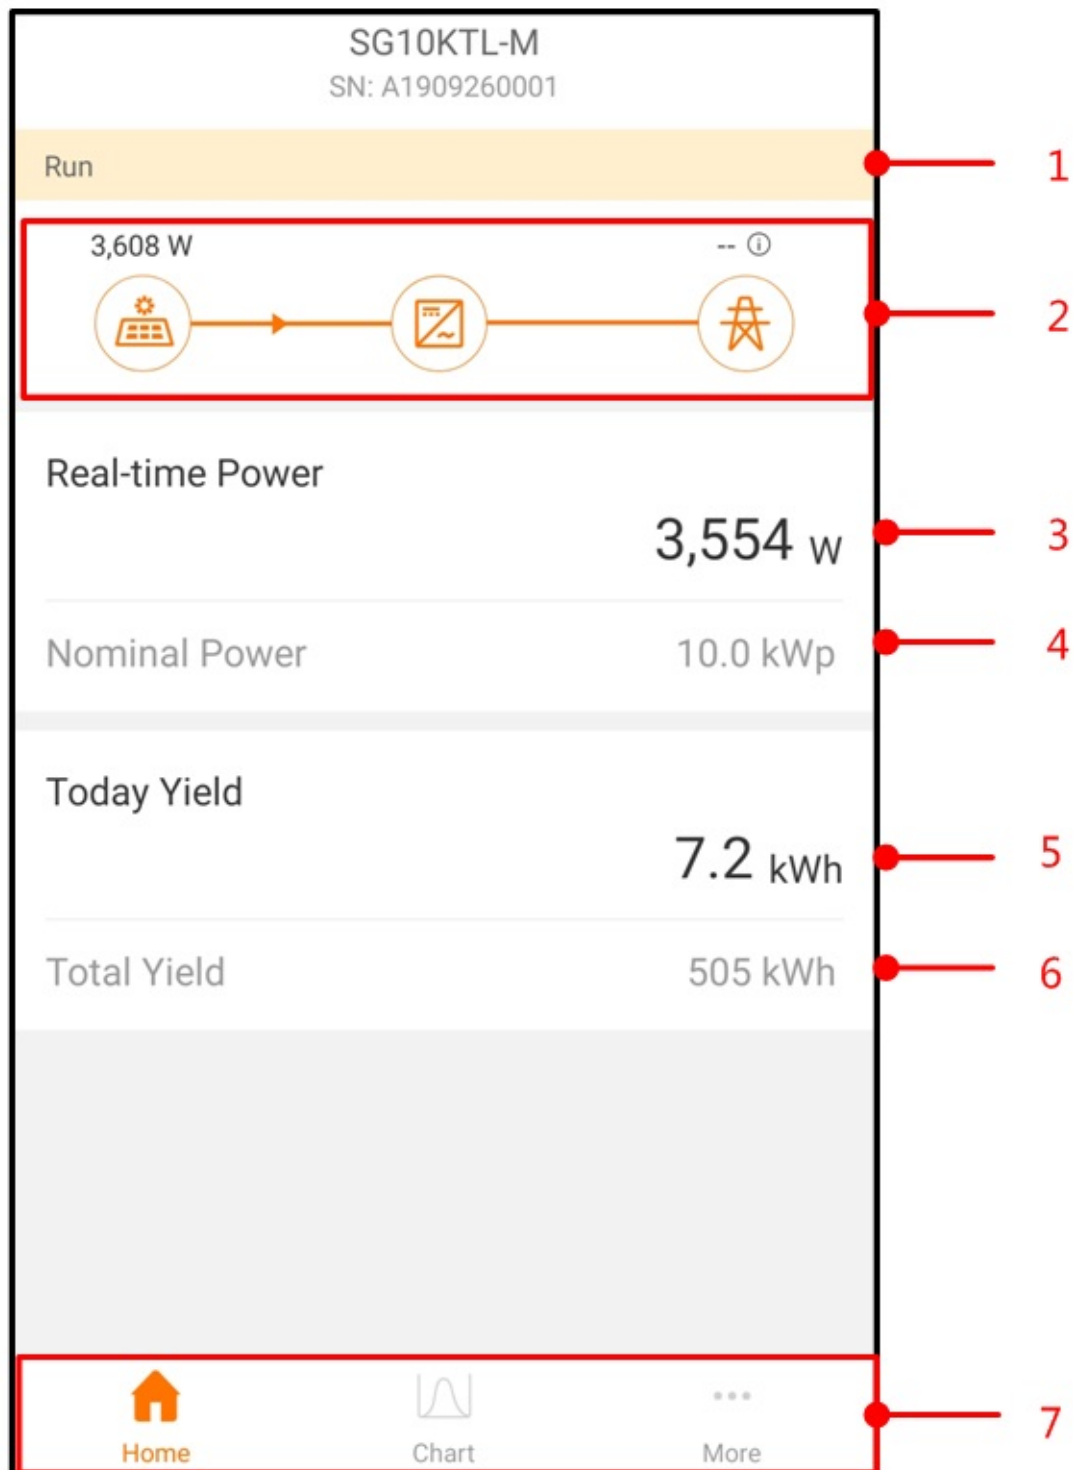 SG10KTL-M
SN: A1909260001
Run
1
3,608 W
--
2
Real-time Power
3,554 W
3
Nominal Power
10.0 kWp
4
Today Yield
7.2 kWh
5
Total Yield
505 kWh
6
Home
Chart
More
7